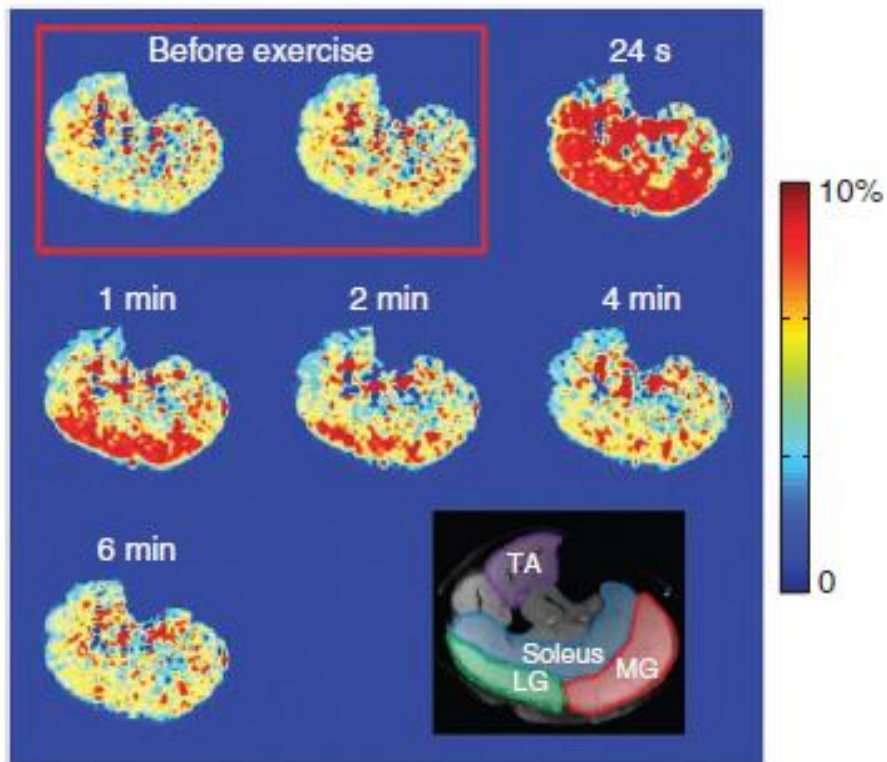 Before exercise
24 s
10%
1 min
2 min
4 min
6 min
TA
Soleus
MG
LG
0